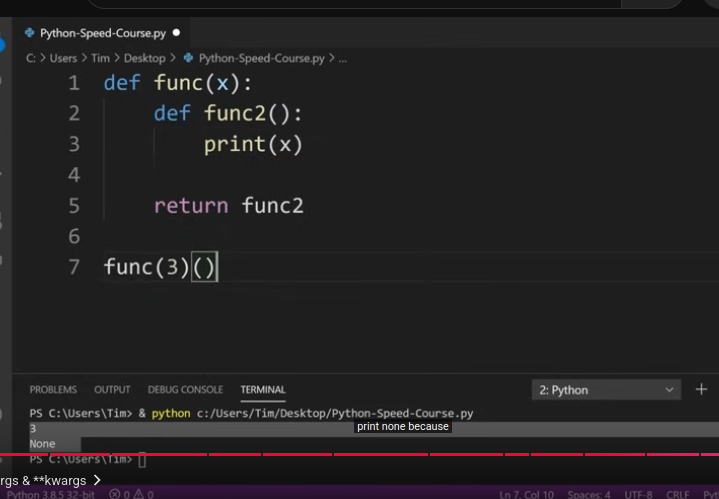 Python-Speed-Course.py
C: > Users > Tim > Desktop > Python-Speed-Course.py > ...
1 def func(x):
2     def func2():
3         print(x)
4
5     return func2
6
7 func(3)()
PROBLEMS OUTPUT DEBUG CONSOLE TERMINAL 2: Python
PS C:\Users\Tim> & python c:/Users/Tim/Desktop/Python-Speed-Course.py
3
print none because
None
PS C:\Users\Tim>
rgs & **kwargs
Python 3.8.5 32-bit 0 0 Ln 7, Col 10 Spaces: 4 UTF-8 CRLF Pyt